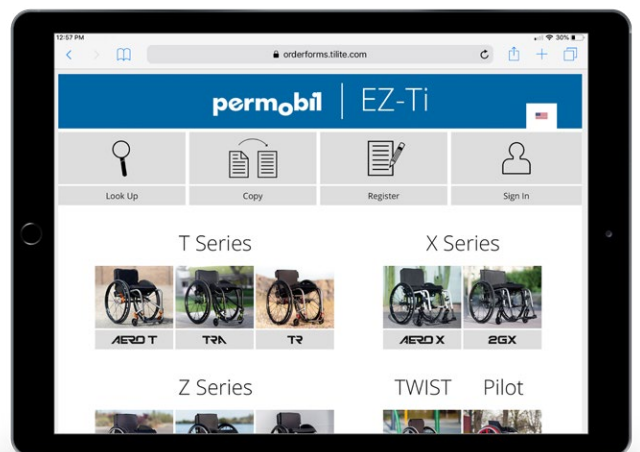 12:57 PM
30%
orderforms.tilite.com
permobil | EZ-Ti
Look Up
Copy
Register
Sign In
T Series
X Series
AERO T
TRA
TR
AERO X
2GX
Z Series
TWIST
Pilot